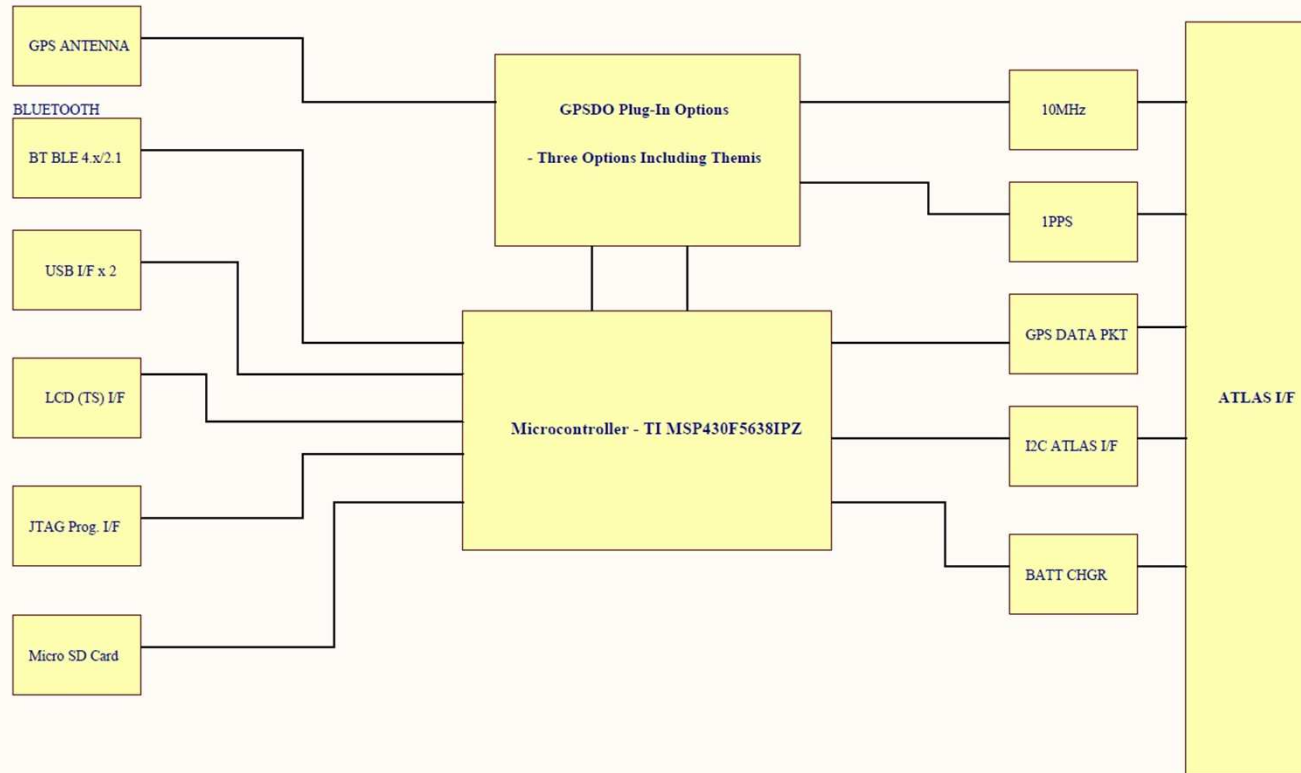 GPS ANTENNA
BLUETOOTH
BT BLE 4.x/2.1
USB I/F x 2
LCD (TS) I/F
JTAG Prog. I/F
Micro SD Card
GPSDO Plug-In Options
- Three Options Including Themis
Microcontroller - TI MSP430F5638IPZ
10MHz
1PPS
GPS DATA PKT
I2C ATLAS I/F
BATT CHGR
ATLAS I/F